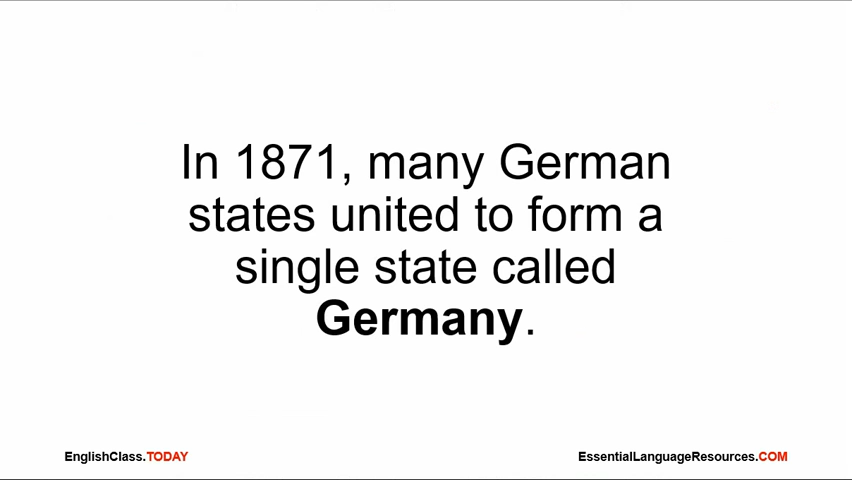 In 1871, many German
states united to form a
single state called
Germany.
EnglishClass.TODAY
EssentialLanguageResources.COM